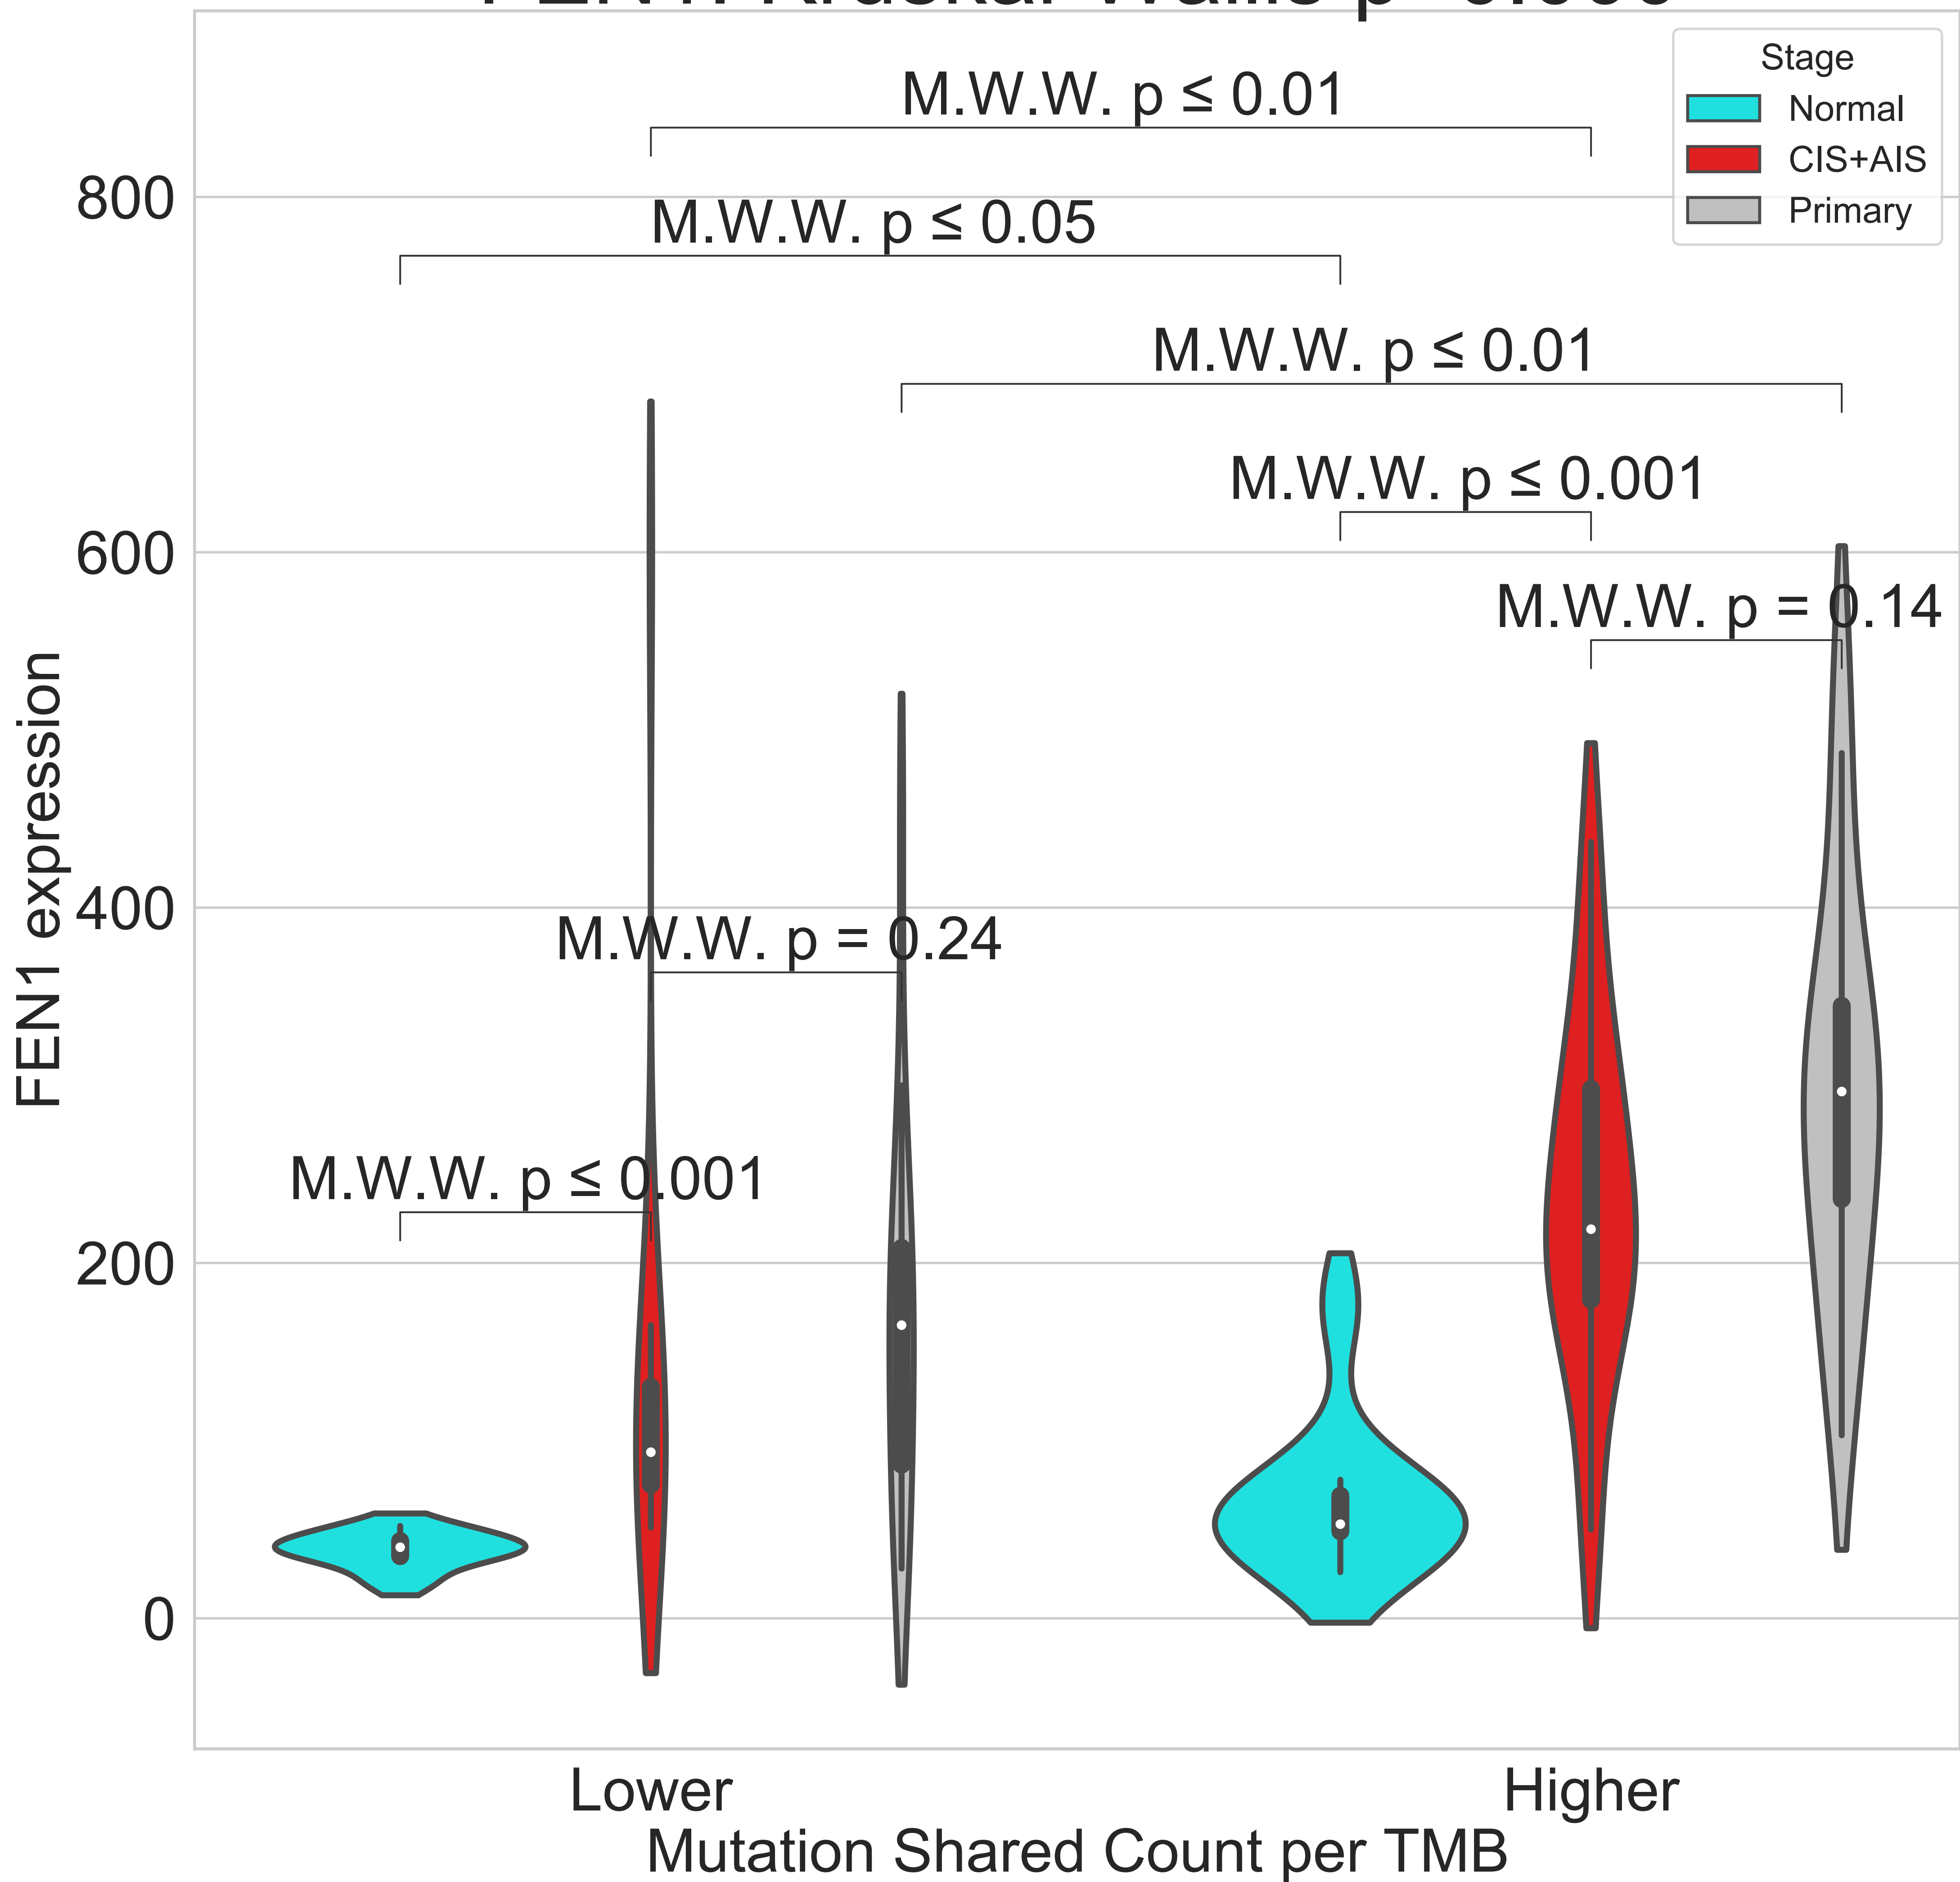 Stage
Normal
CIS+AIS
Primary
M.W.W. p ≤ 0.01
800
M.W.W. p ≤ 0.05
M.W.W. p ≤ 0.01
M.W.W. p ≤ 0.001
600
M.W.W. p = 0.14
FEN1 expression
400
M.W.W. p = 0.24
M.W.W. p ≤ 0.001
200
0
Lower
Higher
Mutation Shared Count per TMB